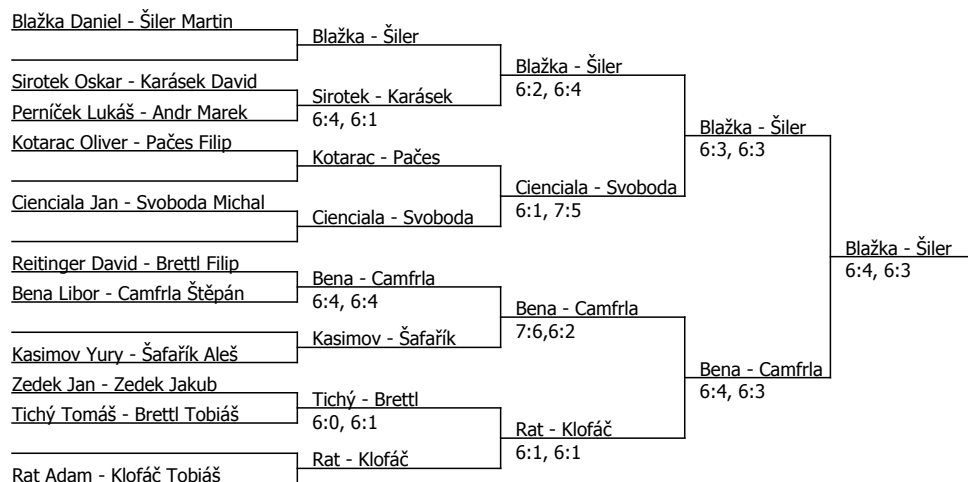 Blažka Daniel - Šiler Martin
Blažka - Šiler
Blažka - Šiler
6:2, 6:4
Sirotek Oskar - Karásek David
Sirotek - Karásek
6:4, 6:1
Perníček Lukáš - Andr Marek
Blažka - Šiler
6:3, 6:3
Kotarac Oliver - Pačes Filip
Kotarac - Pačes
Cienciala - Svoboda
6:1, 7:5
Cienciala Jan - Svoboda Michal
Cienciala - Svoboda
Blažka - Šiler
6:4, 6:3
Reitinger David - Brettl Filip
Bena - Camfrla
6:4, 6:4
Bena Libor - Camfrla Štěpán
Bena - Camfrla
7:6,6:2
Kasimov - Šafařík
Kasimov Yury - Šafařík Aleš
Bena - Camfrla
6:4, 6:3
Zedek Jan - Zedek Jakub
Tichý - Brettl
6:0, 6:1
Tichý Tomáš - Brettl Tobiáš
Rat - Klofáč
6:1, 6:1
Rat - Klofáč
Rat Adam - Klofáč Tobiáš